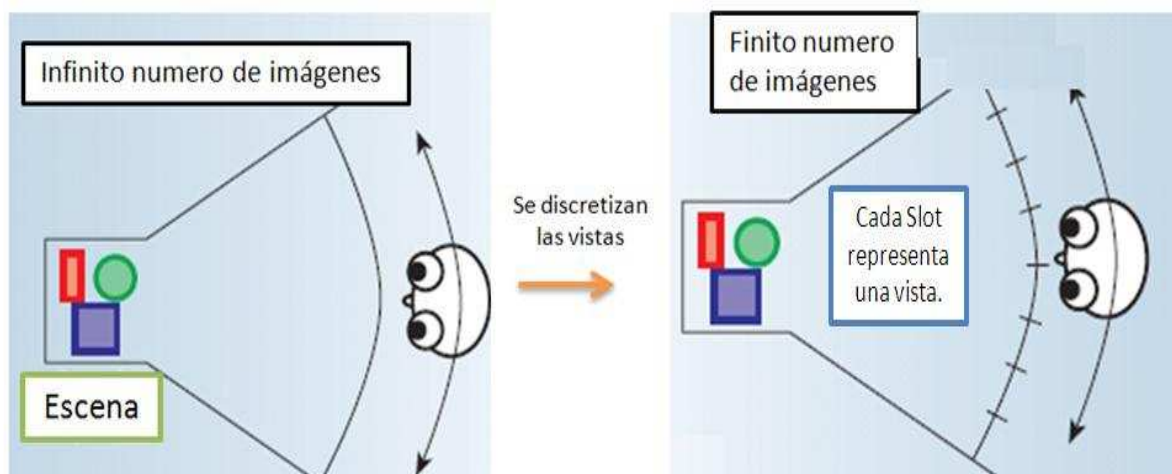 Infinito numero de imágenes
Escena
Se discretizan
las vistas
Finito numero
de imágenes
Cada Slot
representa
una vista.